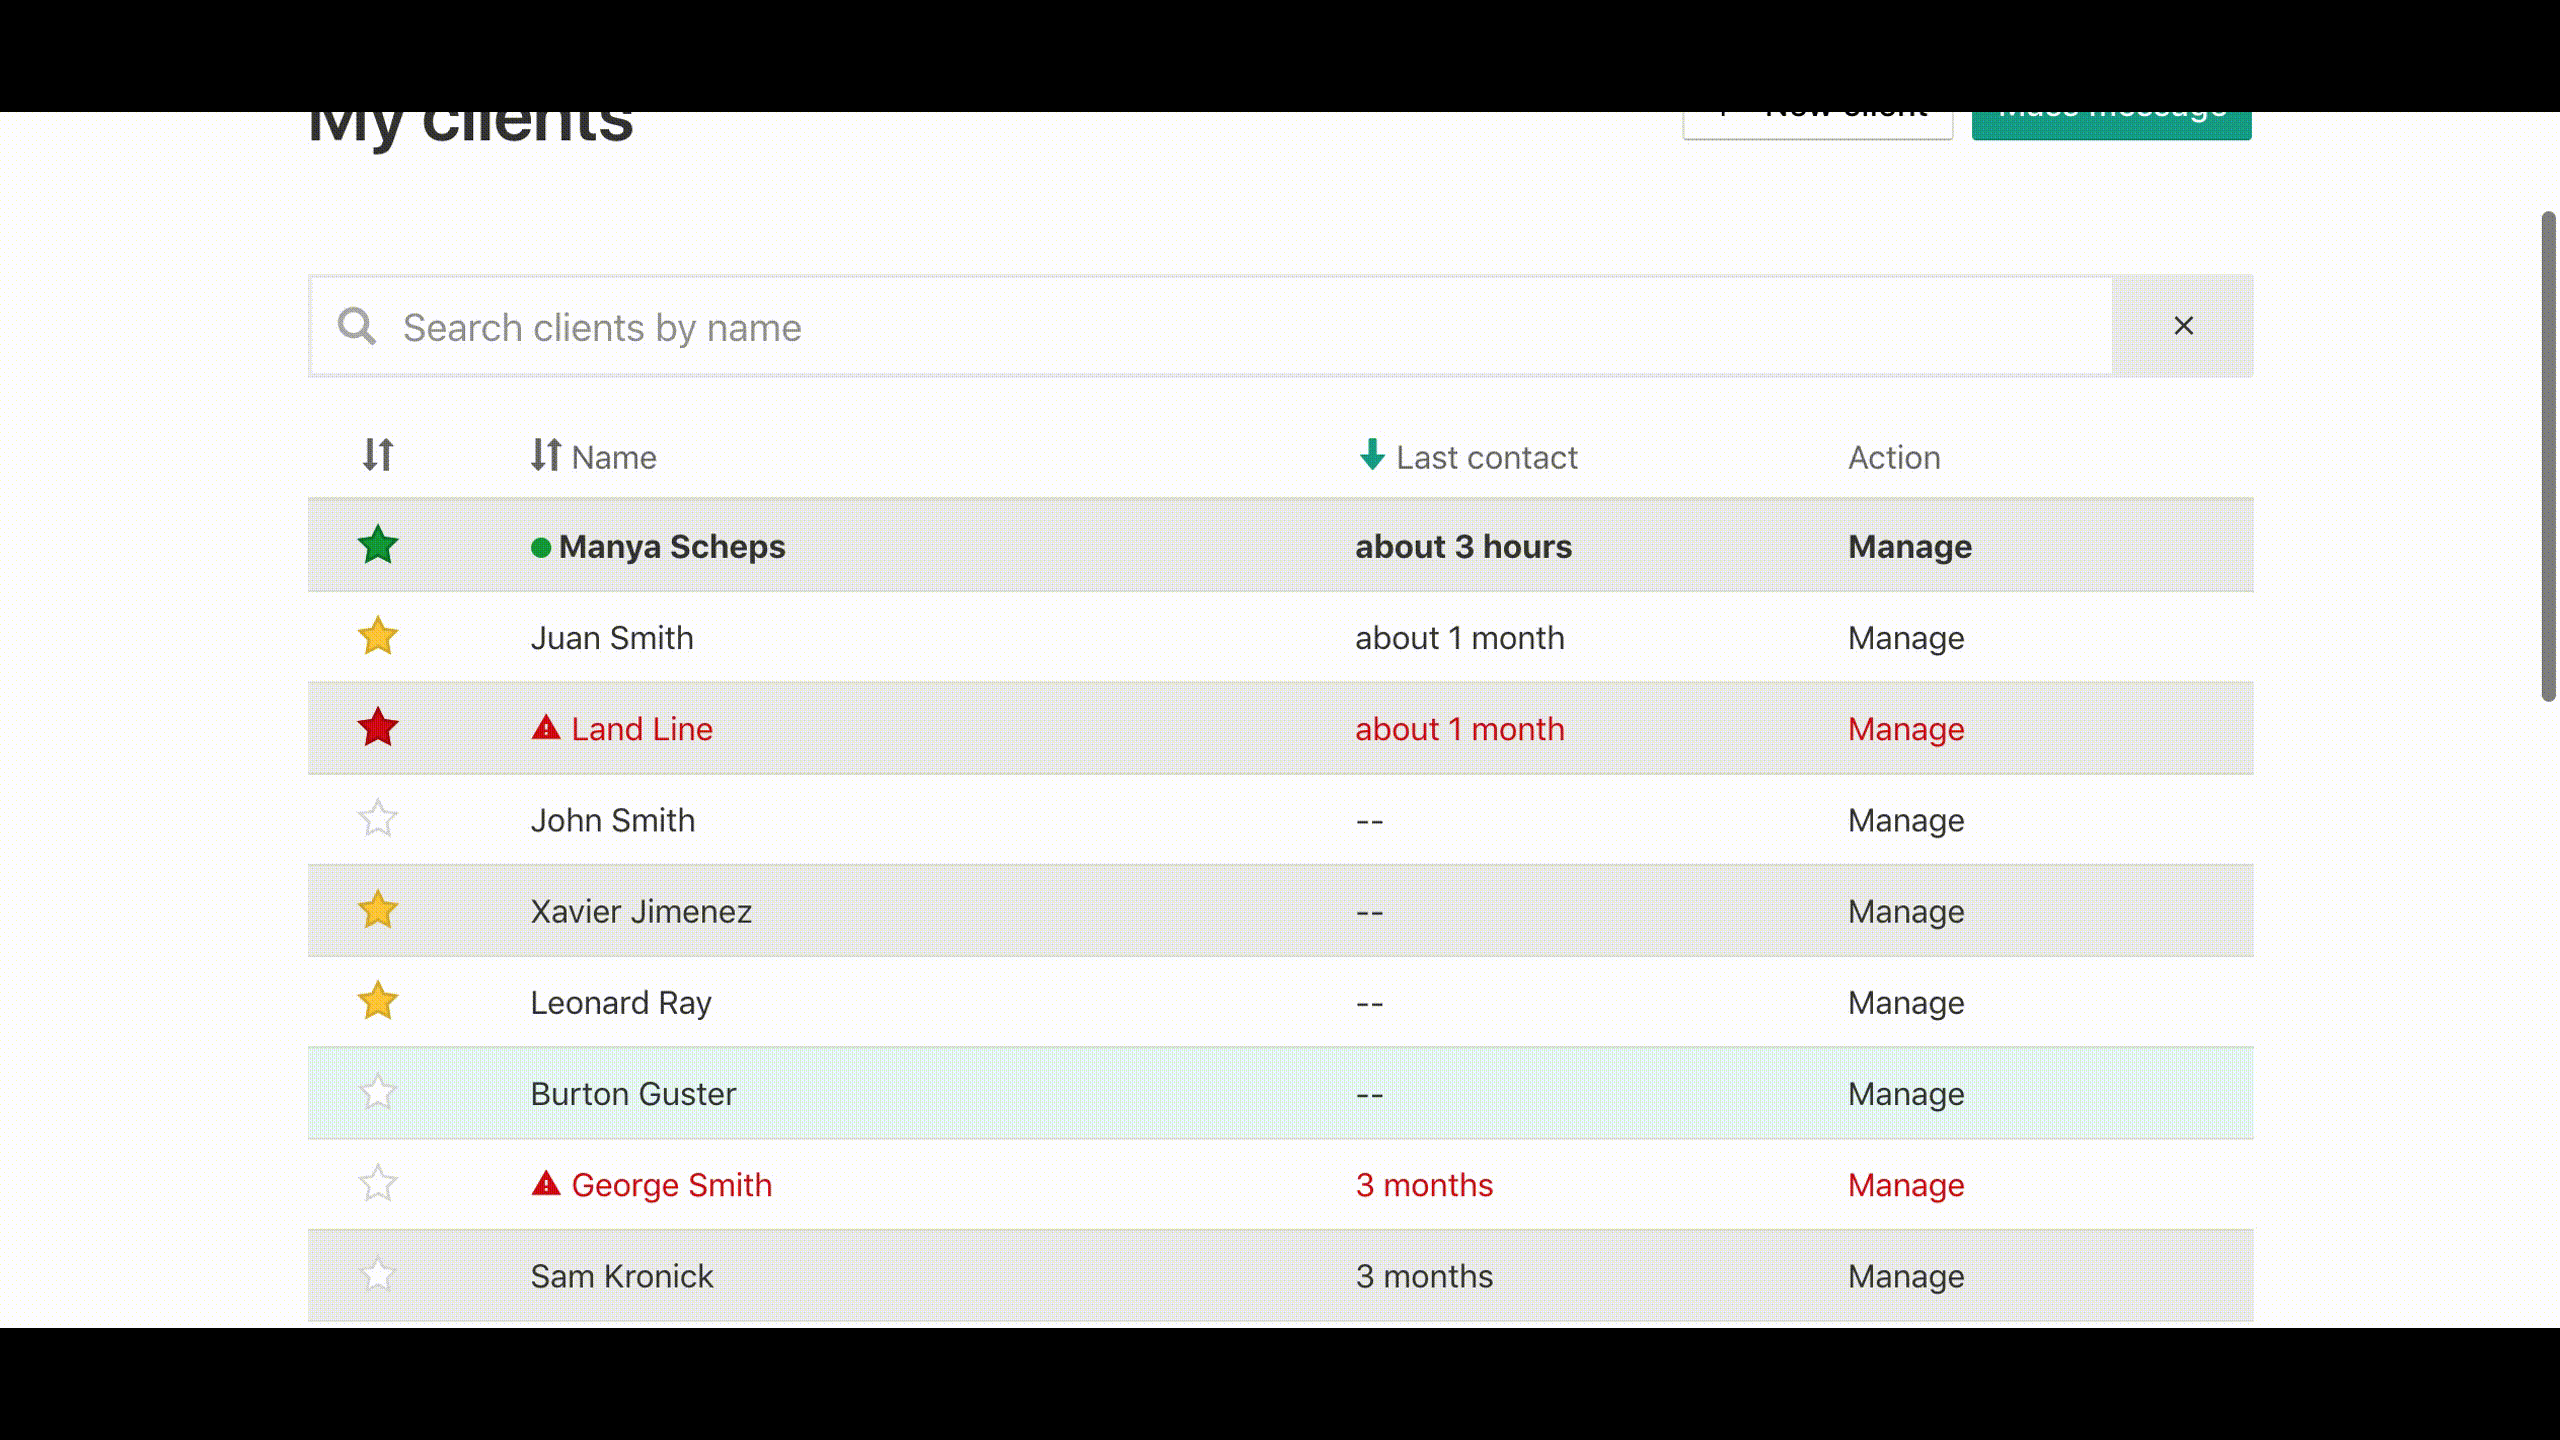 My clients
New client Mass message
Search clients by name ×
Name Last contact Action
Manya Scheps about 3 hours Manage
Juan Smith about 1 month Manage
Land Line about 1 month Manage
John Smith -- Manage
Xavier Jimenez -- Manage
Leonard Ray -- Manage
Burton Guster -- Manage
George Smith 3 months Manage
Sam Kronick 3 months Manage